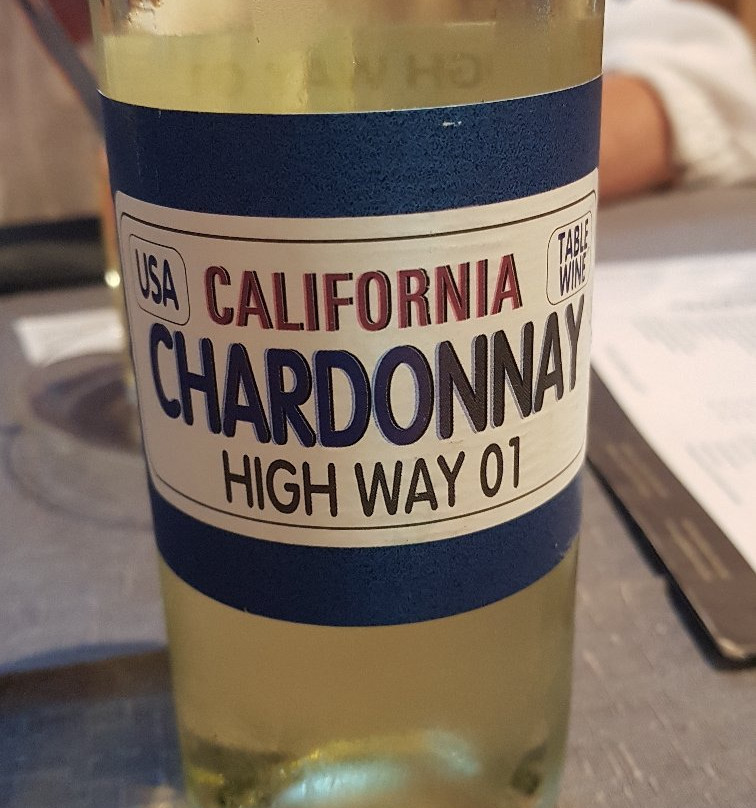 USA
TABLE
WINE
CALIFORNIA
CHARDONNAY
HIGH WAY 01